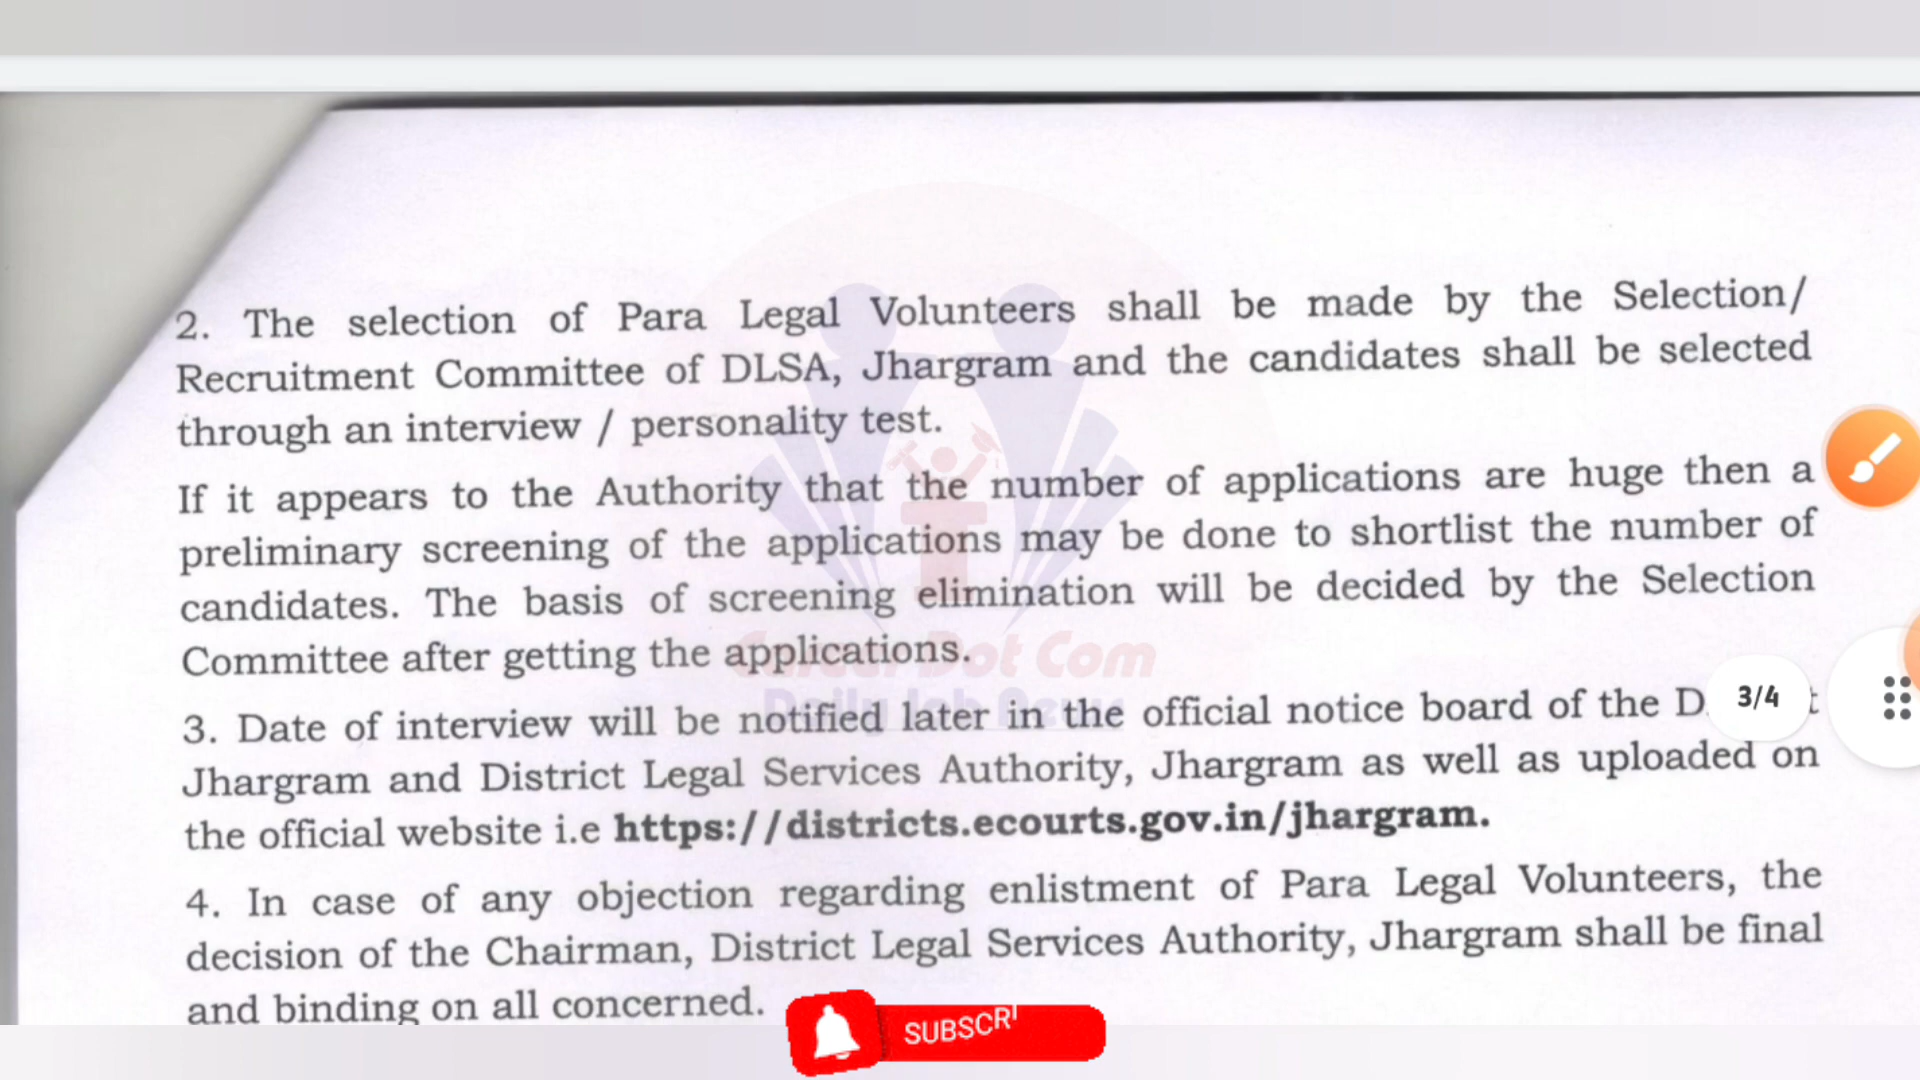 2. The selection of Para Legal Volunteers shall be made by the Selection/
Recruitment Committee of DLSA, Jhargram and the candidates shall be selected
through an interview / personality test.
If it appears to the Authority that the number of applications are huge then a
preliminary screening of the applications may be done to shortlist the number of
candidates. The basis of screening elimination will be decided by the Selection
Committee after getting the applications.
Career Dot Com
Daily Job News
3. Date of interview will be notified later in the official notice board of the
3/4
Jhargram and District Legal Services Authority, Jhargram as well as uploaded on
the official website i.e https://districts.ecourts.gov.in/jhargram.
4. In case of any objection regarding enlistment of Para Legal Volunteers, the
decision of the Chairman, District Legal Services Authority, Jhargram shall be final
and binding on all concerned.
SUBSCRI